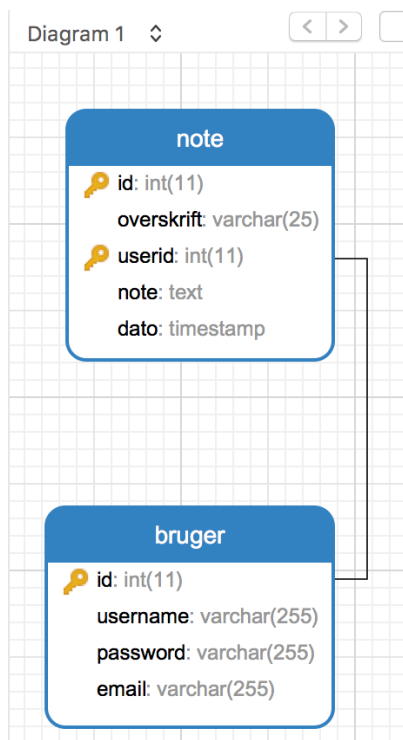 Diagram 1
note
id: int(11)
overskrift: varchar(25)
userid: int(11)
note: text
dato: timestamp
bruger
id: int(11)
username: varchar(255)
password: varchar(255)
email: varchar(255)